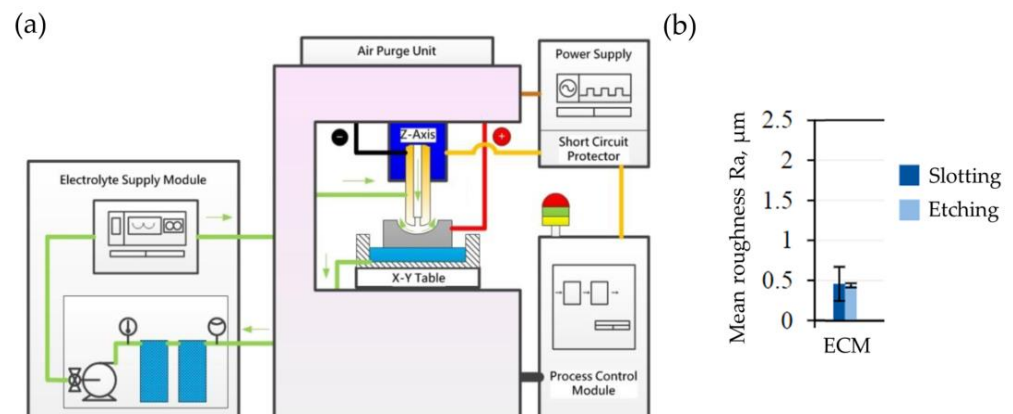 (a)
Air Purge Unit
Power Supply
Z-Axis
−
+
Short Circuit
Protector
Electrolyte Supply Module
X-Y Table
Process Control
Module
(b)
Mean roughness Ra, μm
2.5
2
1.5
1
0.5
0
ECM
Slotting
Etching